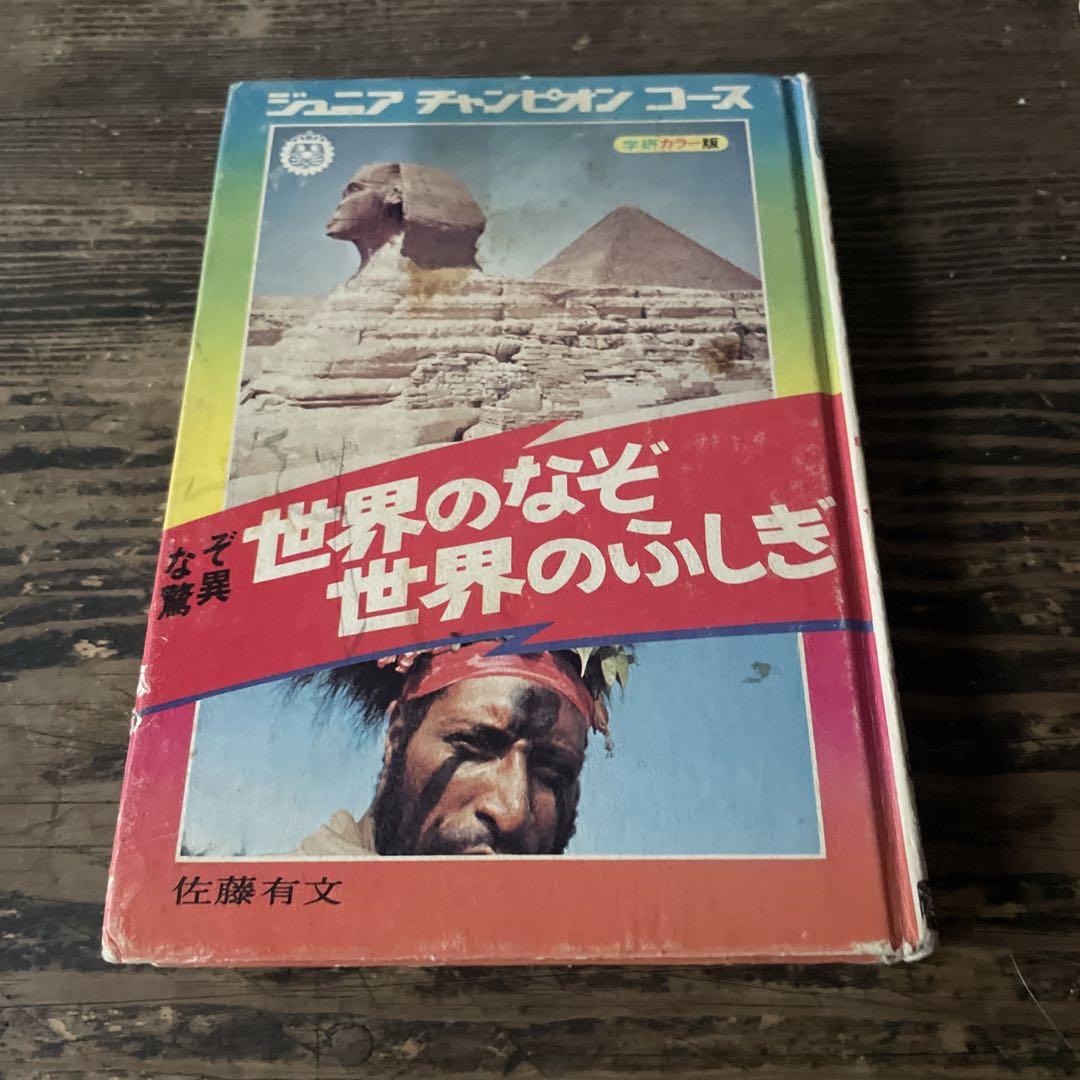 ジュニア チャンピオン コース
学研カラー版
世界のなぞ
世界のふしぎ
なぞ
驚異
佐藤有文